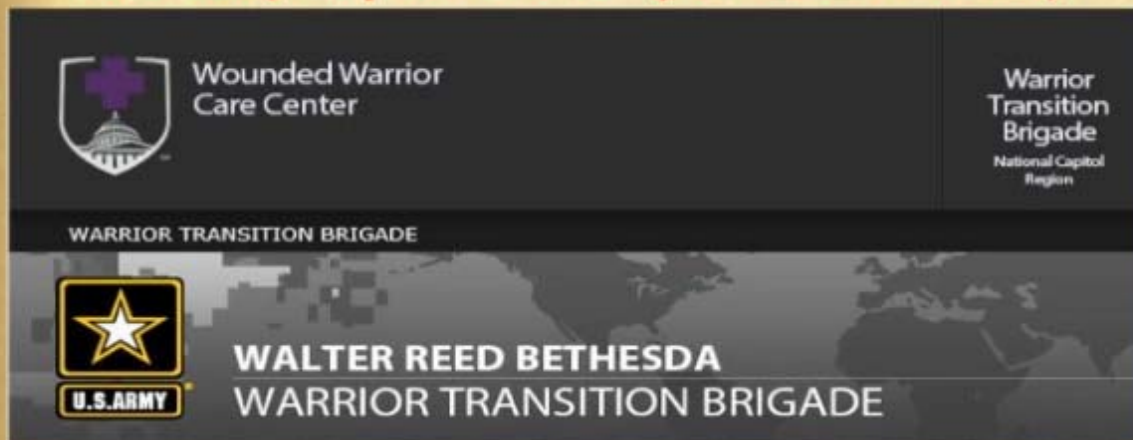 Wounded Warrior
Care Center
Warrior
Transition
Brigade
National Capitol
Region
WARRIOR TRANSITION BRIGADE
U.S.ARMY
WALTER REED BETHESDA
WARRIOR TRANSITION BRIGADE